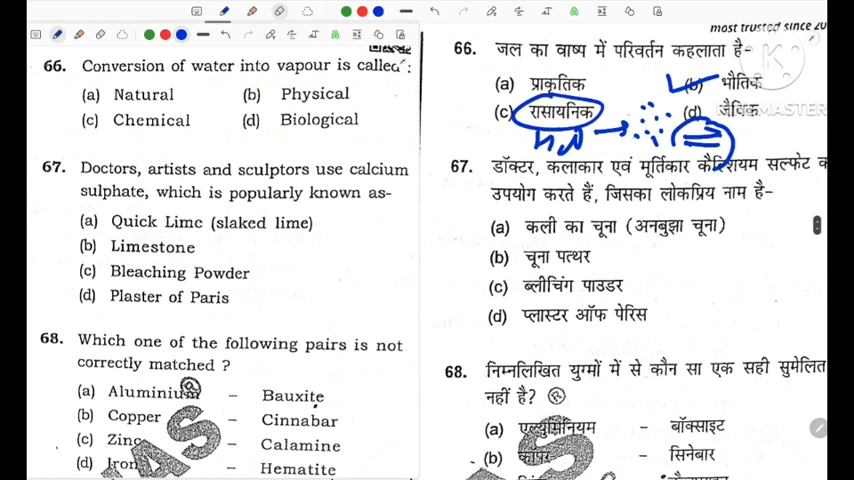 66. Conversion of water into vapour is called :
(a) Natural (b) Physical
(c) Chemical (d) Biological
67. Doctors, artists and sculptors use calcium
sulphate, which is popularly known as-
(a) Quick Lime (slaked lime)
(b) Limestone
(c) Bleaching Powder
(d) Plaster of Paris
68. Which one of the following pairs is not
correctly matched ?
(a) Aluminium – Bauxite
(b) Copper – Cinnabar
(c) Zinc – Calamine
(d) Iron – Hematite
most trusted since 20
66. जल का वाष्प में परिवर्तन कहलाता है-
(a) प्राकृतिक (b) भौतिक
(c) रासायनिक (d) जैविक
67. डॉक्टर, कलाकार एवं मूर्तिकार कैल्शियम सल्फेट
उपयोग करते हैं, जिसका लोकप्रिय नाम है-
(a) कली का चूना (अनबुझा चूना)
(b) चूना पत्थर
(c) ब्लीचिंग पाउडर
(d) प्लास्टर ऑफ पेरिस
68. निम्नलिखित युग्मों में से कौन सा एक सही सुमेलित
नहीं है?
(a) एल्युमिनियम – बॉक्साइट
(b) कॉपर – सिनेबार